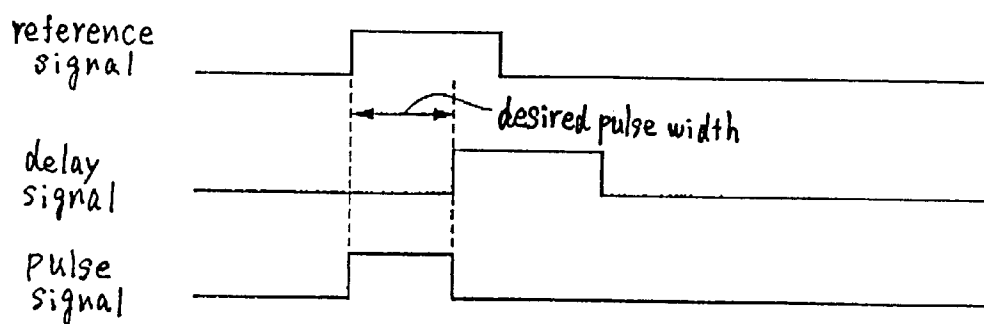 reference
signal
desired pulse width
delay
signal
pulse
signal